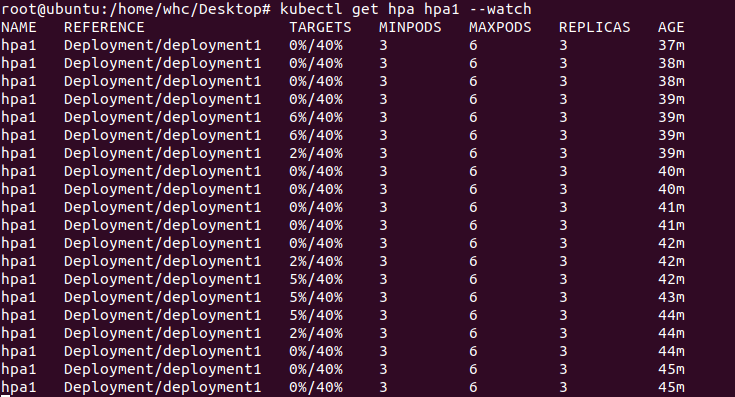 root@ubuntu:/home/whc/Desktop# kubectl get hpa hpa1 --watch
NAME   REFERENCE                TARGETS   MINPODS   MAXPODS   REPLICAS   AGE
hpa1   Deployment/deployment1   0%/40%    3         6         3          37m
hpa1   Deployment/deployment1   0%/40%    3         6         3          38m
hpa1   Deployment/deployment1   0%/40%    3         6         3          38m
hpa1   Deployment/deployment1   0%/40%    3         6         3          39m
hpa1   Deployment/deployment1   6%/40%    3         6         3          39m
hpa1   Deployment/deployment1   6%/40%    3         6         3          39m
hpa1   Deployment/deployment1   2%/40%    3         6         3          39m
hpa1   Deployment/deployment1   0%/40%    3         6         3          40m
hpa1   Deployment/deployment1   0%/40%    3         6         3          40m
hpa1   Deployment/deployment1   0%/40%    3         6         3          41m
hpa1   Deployment/deployment1   0%/40%    3         6         3          41m
hpa1   Deployment/deployment1   0%/40%    3         6         3          42m
hpa1   Deployment/deployment1   2%/40%    3         6         3          42m
hpa1   Deployment/deployment1   5%/40%    3         6         3          42m
hpa1   Deployment/deployment1   5%/40%    3         6         3          43m
hpa1   Deployment/deployment1   5%/40%    3         6         3          44m
hpa1   Deployment/deployment1   2%/40%    3         6         3          44m
hpa1   Deployment/deployment1   0%/40%    3         6         3          44m
hpa1   Deployment/deployment1   0%/40%    3         6         3          45m
hpa1   Deployment/deployment1   0%/40%    3         6         3          45m